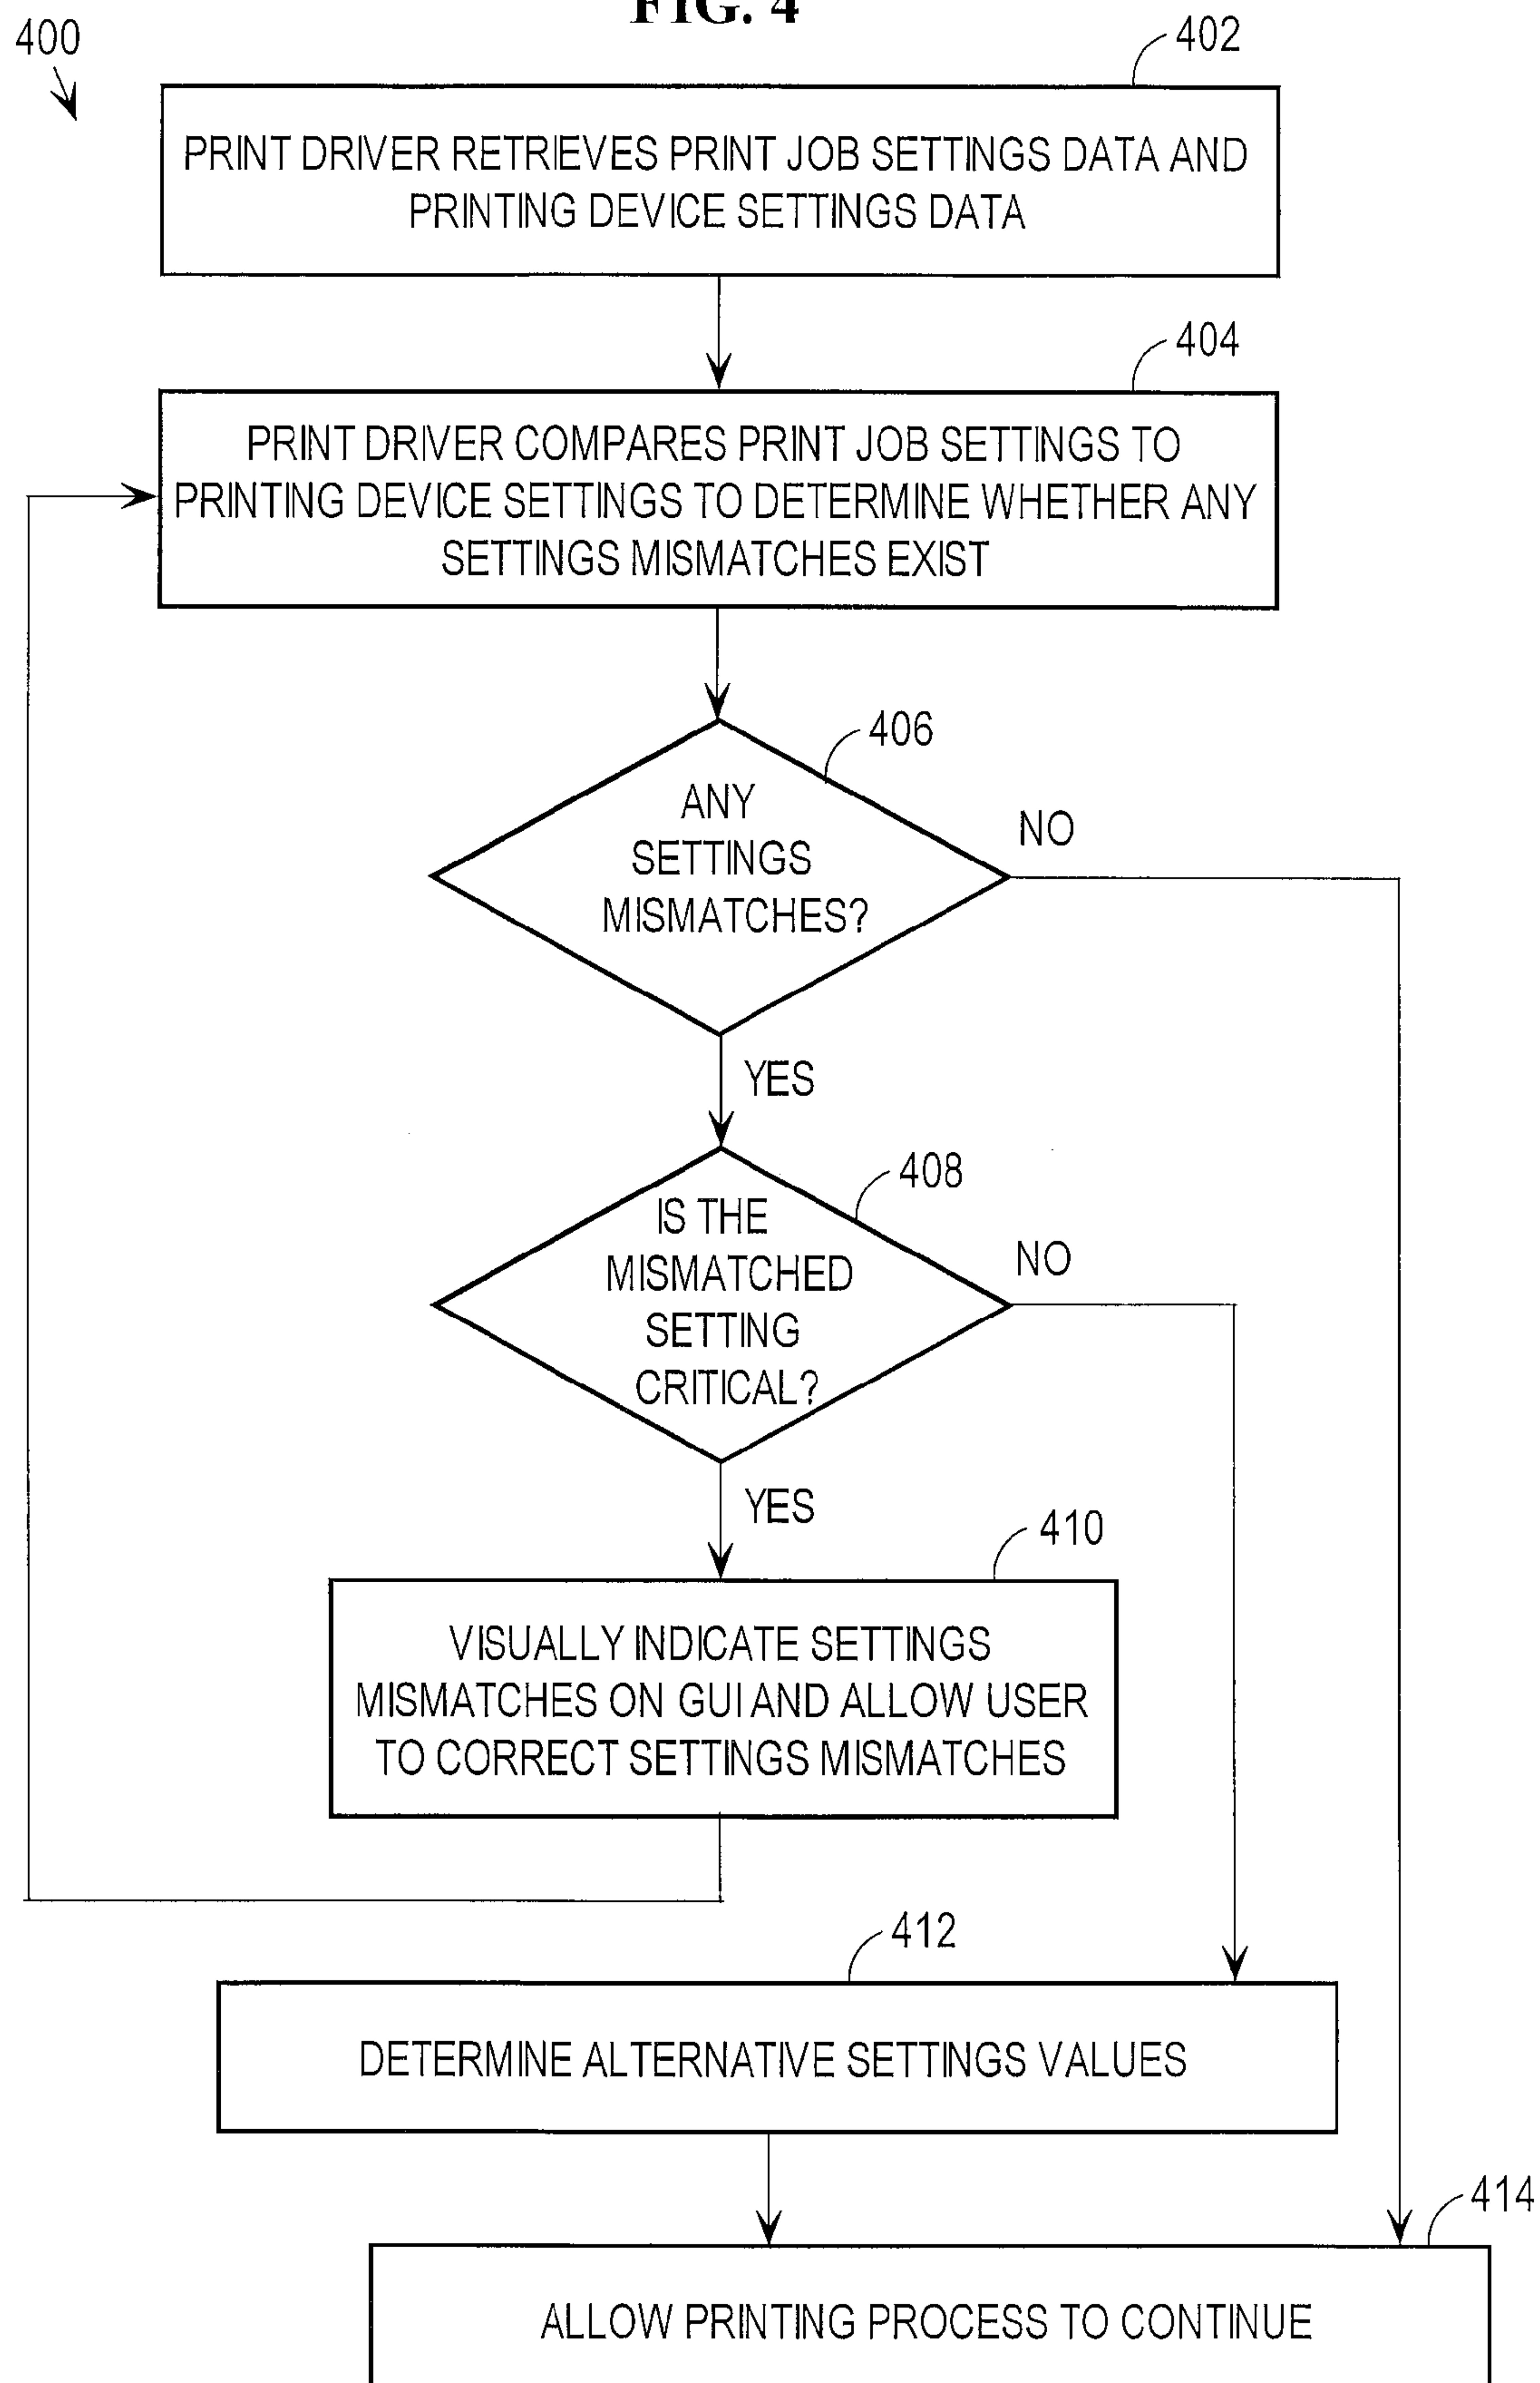 FIG. 4
400
402
PRINT DRIVER RETRIEVES PRINT JOB SETTINGS DATA AND
PRINTING DEVICE SETTINGS DATA
404
PRINT DRIVER COMPARES PRINT JOB SETTINGS TO
PRINTING DEVICE SETTINGS TO DETERMINE WHETHER ANY
SETTINGS MISMATCHES EXIST
406
ANY
SETTINGS
MISMATCHES?
NO
YES
408
IS THE
MISMATCHED
SETTING
CRITICAL?
NO
YES
410
VISUALLY INDICATE SETTINGS
MISMATCHES ON GUI AND ALLOW USER
TO CORRECT SETTINGS MISMATCHES
412
DETERMINE ALTERNATIVE SETTINGS VALUES
414
ALLOW PRINTING PROCESS TO CONTINUE